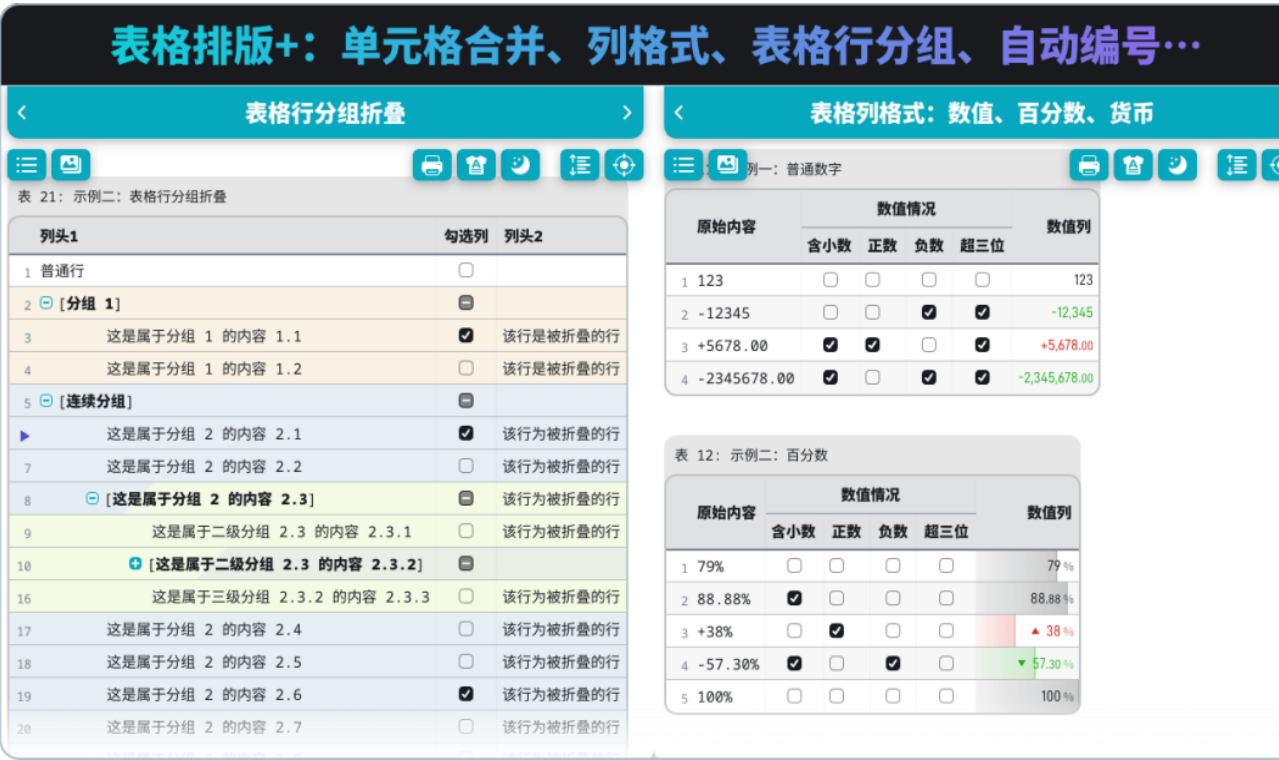 表格排版+：单元格合并、列格式、表格行分组、自动编号…
表格行分组折叠
表 21: 示例二：表格行分组折叠
列头1 勾选列 列头2
1 普通行
2 [分组 1]
3 这是属于分组 1 的内容 1.1 该行是被折叠的行
4 这是属于分组 1 的内容 1.2 该行是被折叠的行
5 [连续分组]
这是属于分组 2 的内容 2.1 该行为被折叠的行
7 这是属于分组 2 的内容 2.2 该行为被折叠的行
8 [这是属于分组 2 的内容 2.3] 该行为被折叠的行
9 这是属于二级分组 2.3 的内容 2.3.1 该行为被折叠的行
10 [这是属于二级分组 2.3 的内容 2.3.2]
16 这是属于三级分组 2.3.2 的内容 2.3.3 该行为被折叠的行
17 这是属于分组 2 的内容 2.4 该行为被折叠的行
18 这是属于分组 2 的内容 2.5 该行为被折叠的行
19 这是属于分组 2 的内容 2.6 该行为被折叠的行
20 这是属于分组 2 的内容 2.7 该行为被折叠的行
表格列格式：数值、百分数、货币
例一：普通数字
原始内容 数值情况 数值列
含小数 正数 负数 超三位
1 123 123
2 -12345 -12,345
3 +5678.00 +5,678.00
4 -2345678.00 -2,345,678.00
表 12: 示例二：百分数
原始内容 数值情况 数值列
含小数 正数 负数 超三位
1 79% 79 %
2 88.88% 88.88 %
3 +38% ▲ 38 %
4 -57.30% ▼ 57.30 %
5 100% 100 %